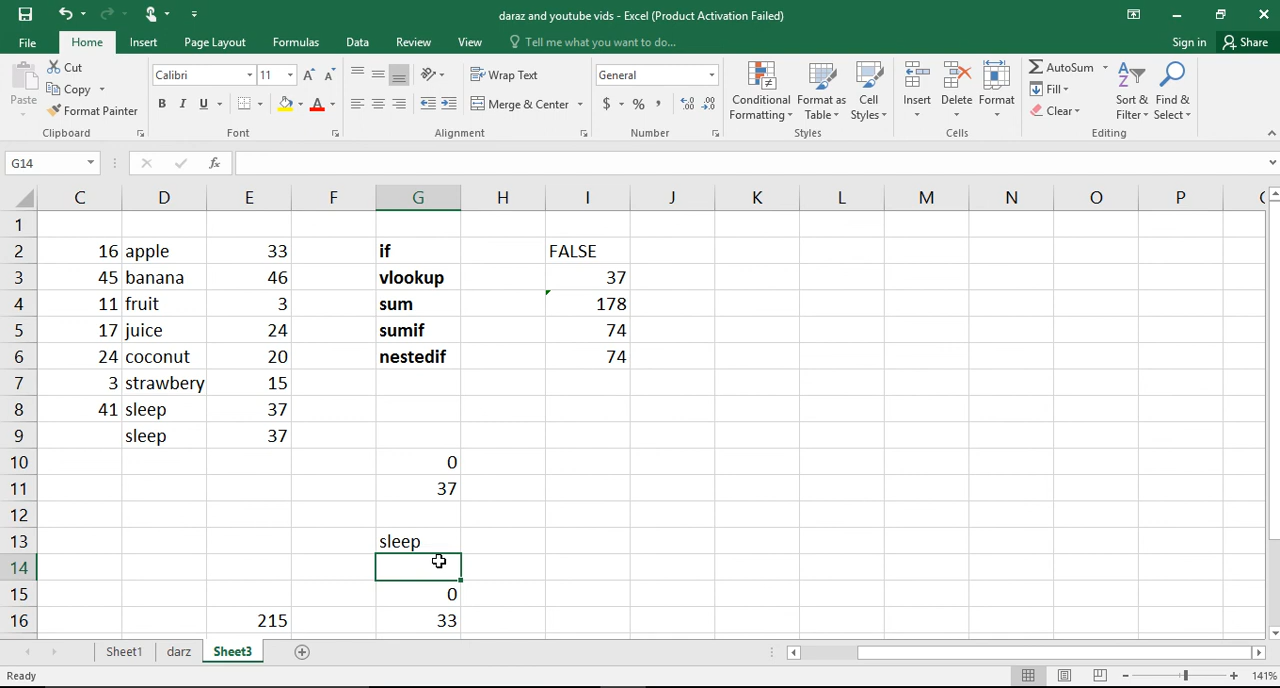 daraz and youtube vids - Excel (Product Activation Failed)
File Home Insert Page Layout Formulas Data Review View Tell me what you want to do... Sign in Share
Paste
Cut
Copy
Format Painter
Clipboard
Calibri 11
B I U
Font
Wrap Text
Merge & Center
Alignment
General
$ % ,
Number
Conditional Formatting
Format as Table
Cell Styles
Styles
Insert Delete Format
Cells
AutoSum
Fill
Clear
Sort & Filter
Find & Select
Editing
G14 fx
C D E F G H I J K L M N O P
1
2 16 apple 33 if FALSE
3 45 banana 46 vlookup 37
4 11 fruit 3 sum 178
5 17 juice 24 sumif 74
6 24 coconut 20 nestedif 74
7 3 strawbery 15
8 41 sleep 37
9 sleep 37
10 0
11 37
12
13 sleep
14
15 0
16 215 33
Sheet1 darz Sheet3
Ready 141%